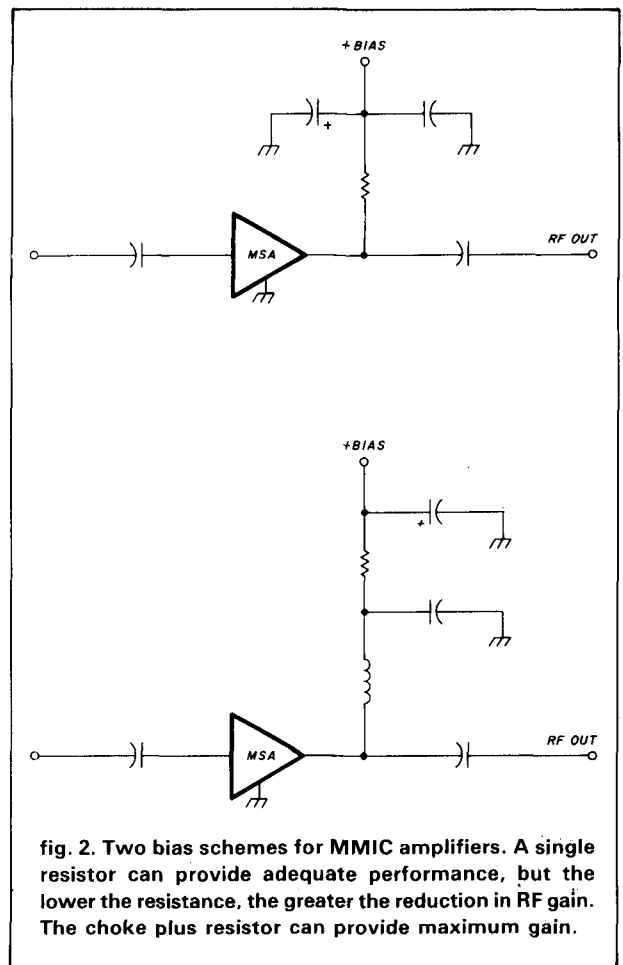 +BIAS
+
MSA
RF OUT
+BIAS
+
MSA
RF OUT
fig. 2. Two bias schemes for MMIC amplifiers. A single
resistor can provide adequate performance, but the
lower the resistance, the greater the reduction in RF gain.
The choke plus resistor can provide maximum gain.